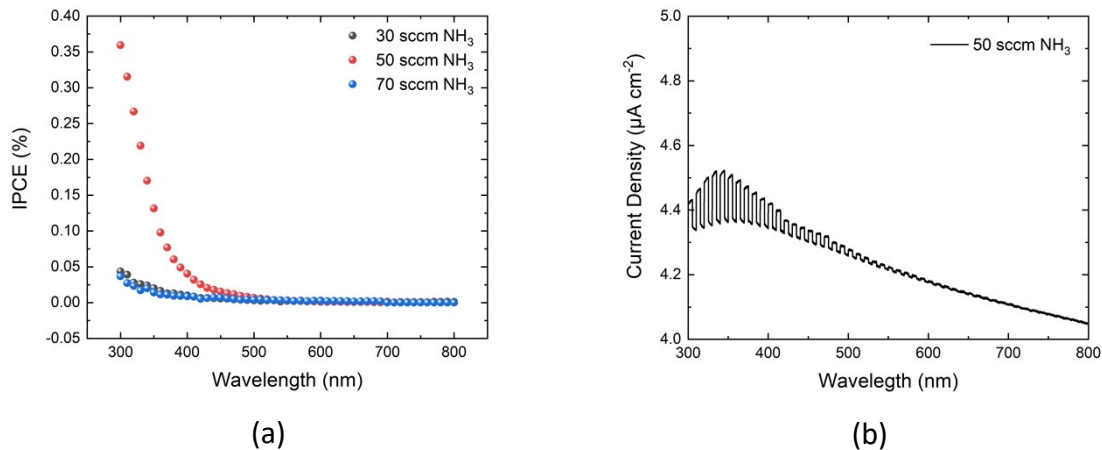 0.40
0.35
0.30
0.25
0.20
0.15
0.10
0.05
0.00
-0.05
IPCE (%)
30 sccm NH₃
50 sccm NH₃
70 sccm NH₃
300 400 500 600 700 800
Wavelength (nm)
(a)
5.0
4.8
4.6
4.4
4.2
4.0
Current Density (μA cm⁻²)
50 sccm NH₃
300 400 500 600 700 800
Wavelegth (nm)
(b)